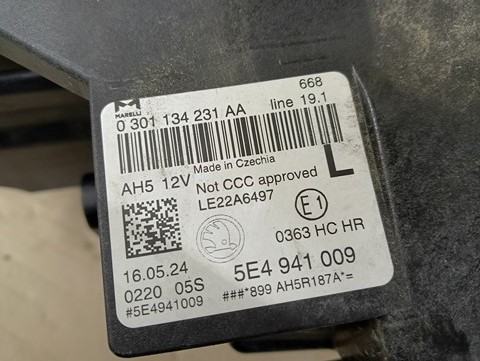 668
MARELLI
0 301 134 231 AA line 19.1
Made in Czechia
AH5 12V Not CCC approved L
LE22A6497
E1
0363 HC HR
16.05.24
5E4 941 009
0220 05S
#5E4941009
###*899 AH5R187A*=